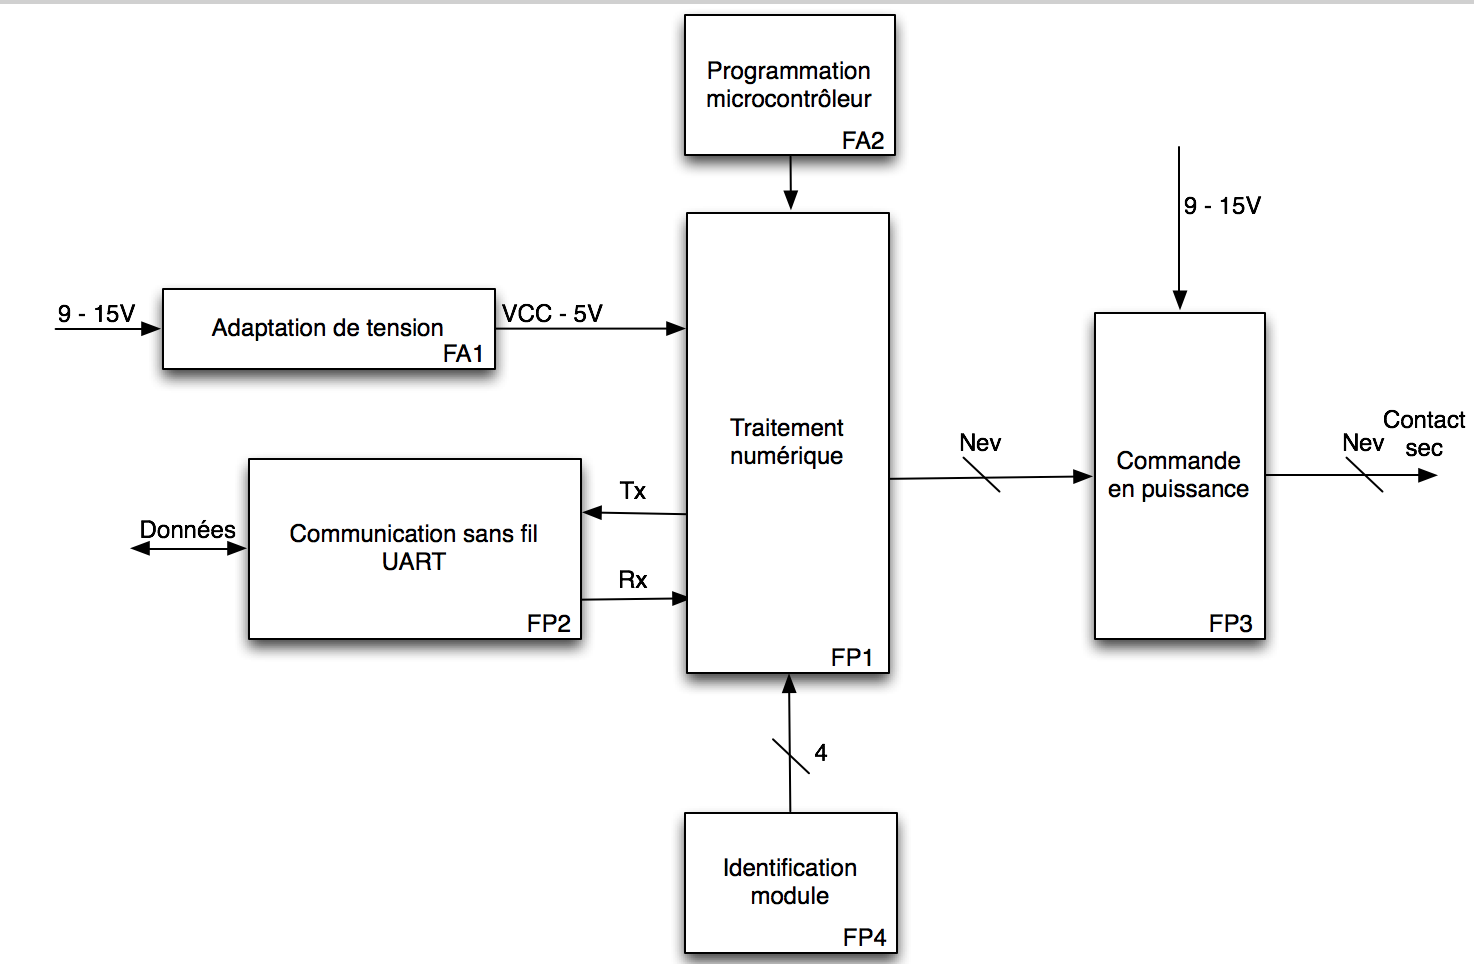 Programmation
microcontrôleur
FA2
9 - 15V
9 - 15V
Adaptation de tension
FA1
VCC - 5V
Traitement
numérique
FP1
Nev
Commande
en puissance
FP3
Nev
Contact
sec
Tx
Données
Communication sans fil
UART
FP2
Rx
4
Identification
module
FP4